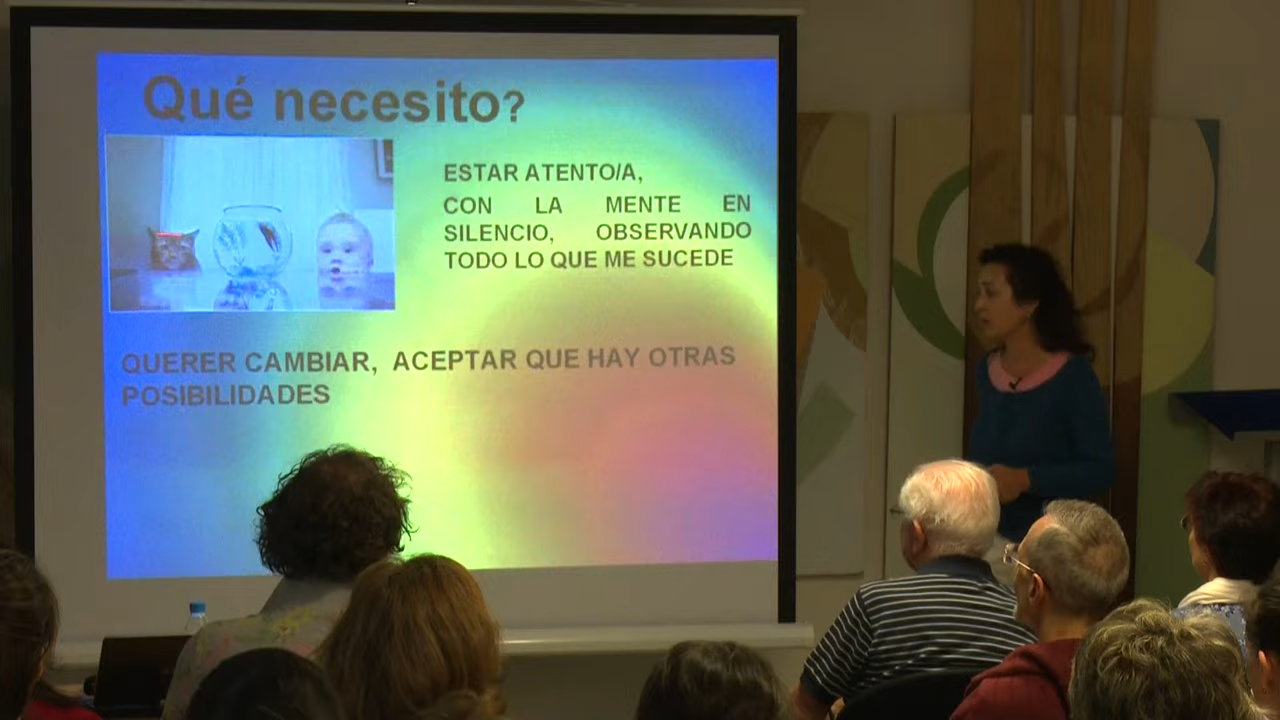 Qué necesito?
ESTAR ATENTO/A,
CON LA MENTE EN
SILENCIO, OBSERVANDO
TODO LO QUE ME SUCEDE
QUERER CAMBIAR, ACEPTAR QUE HAY OTRAS
POSIBILIDADES